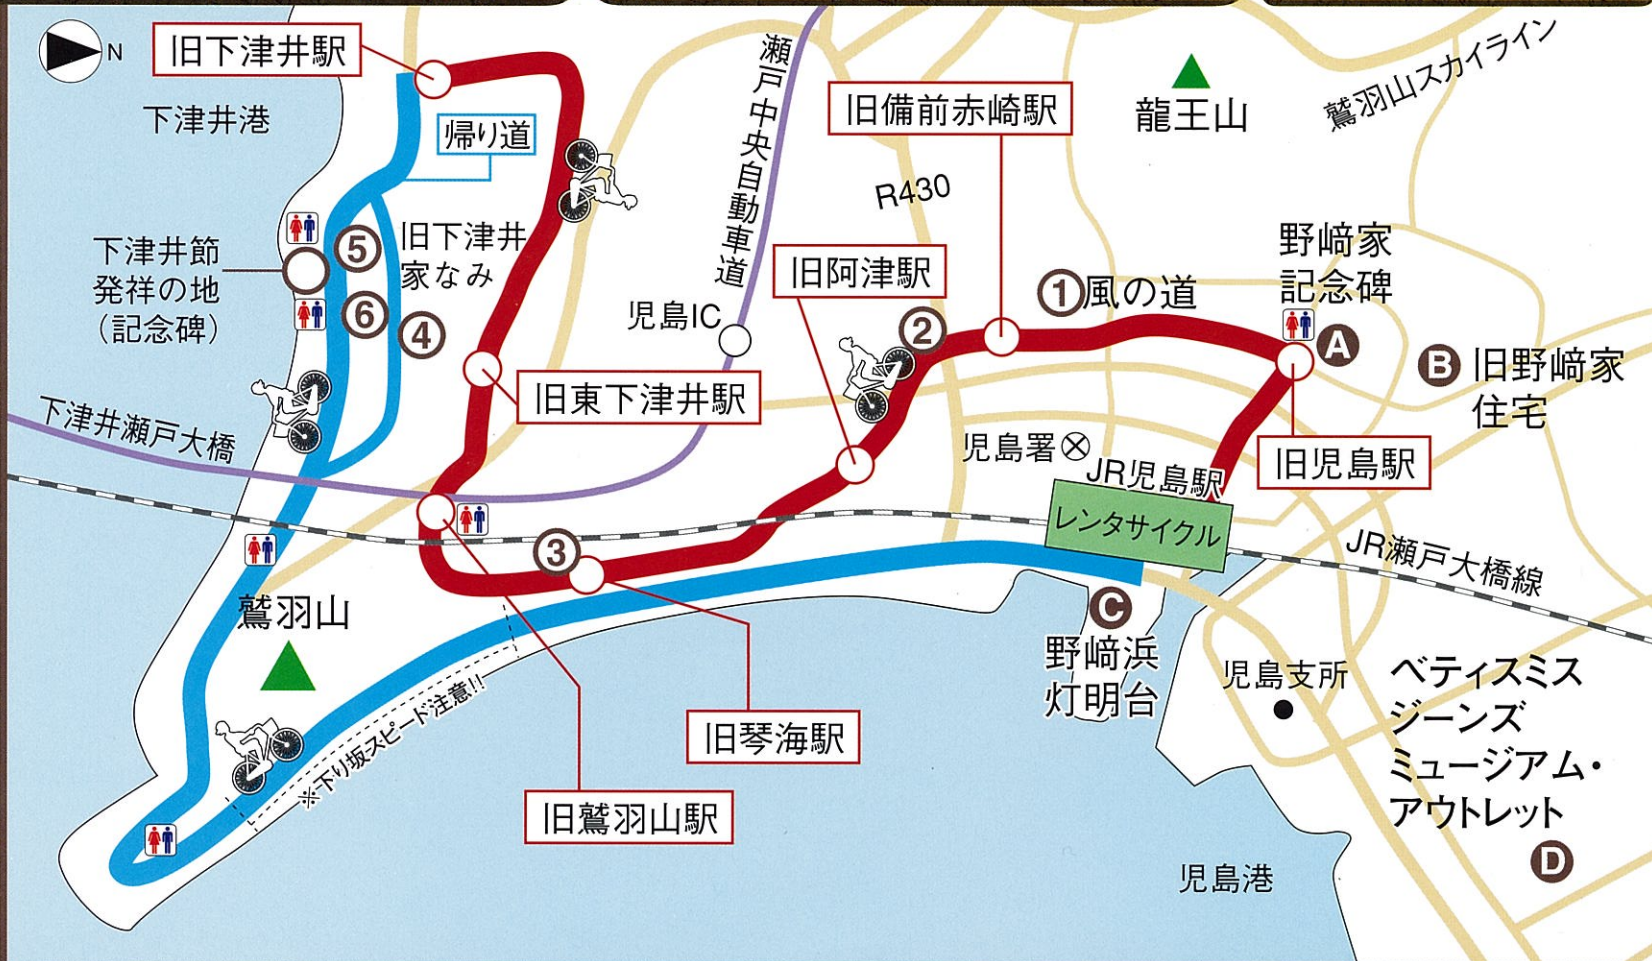 N
旧下津井駅
下津井港
帰り道
瀬戸中央自動車道
旧備前赤崎駅
龍王山
鷲羽山スカイライン
R430
下津井節
発祥の地
(記念碑)
5
6
4
旧下津井
家なみ
旧阿津駅
児島IC
2
1
風の道
野﨑家
記念碑
A
B
旧野﨑家
住宅
旧東下津井駅
下津井瀬戸大橋
児島署
JR児島駅
レンタサイクル
旧児島駅
JR瀬戸大橋線
3
鷲羽山
※下り坂スピード注意!!
C
野﨑浜
灯明台
児島支所
ベティスミス
ジーンズ
ミュージアム・
アウトレット
D
旧琴海駅
旧鷲羽山駅
児島港